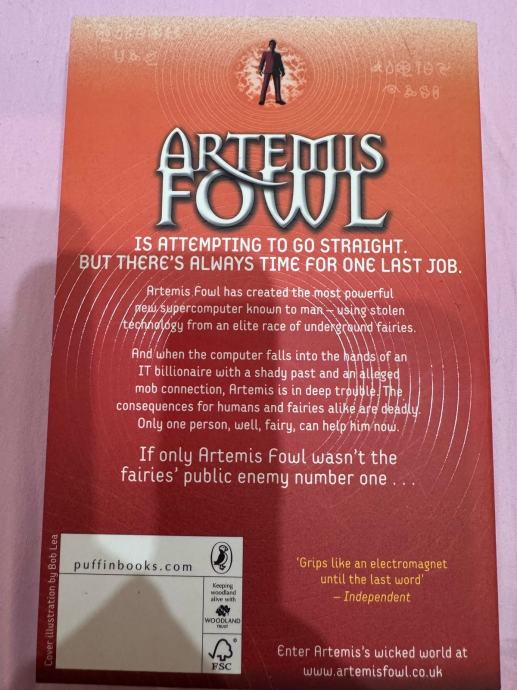 ARTEMIS
FOWL
IS ATTEMPTING TO GO STRAIGHT.
BUT THERE'S ALWAYS TIME FOR ONE LAST JOB.
Artemis Fowl has created the most powerful
new supercomputer known to man – using stolen
technology from an elite race of underground fairies.
And when the computer falls into the hands of an
IT billionaire with a shady past and an alleged
mob connection, Artemis is in deep trouble. The
consequences for humans and fairies alike are deadly.
Only one person, well, fairy, can help him now.
If only Artemis Fowl wasn't the
fairies' public enemy number one . . .
Cover illustration by Bob Lea
puffinbooks.com
Keeping
woodland
alive with
WOODLAND
TRUST
FSC
'Grips like an electromagnet
until the last word'
– Independent
Enter Artemis's wicked world at
www.artemisfowl.co.uk